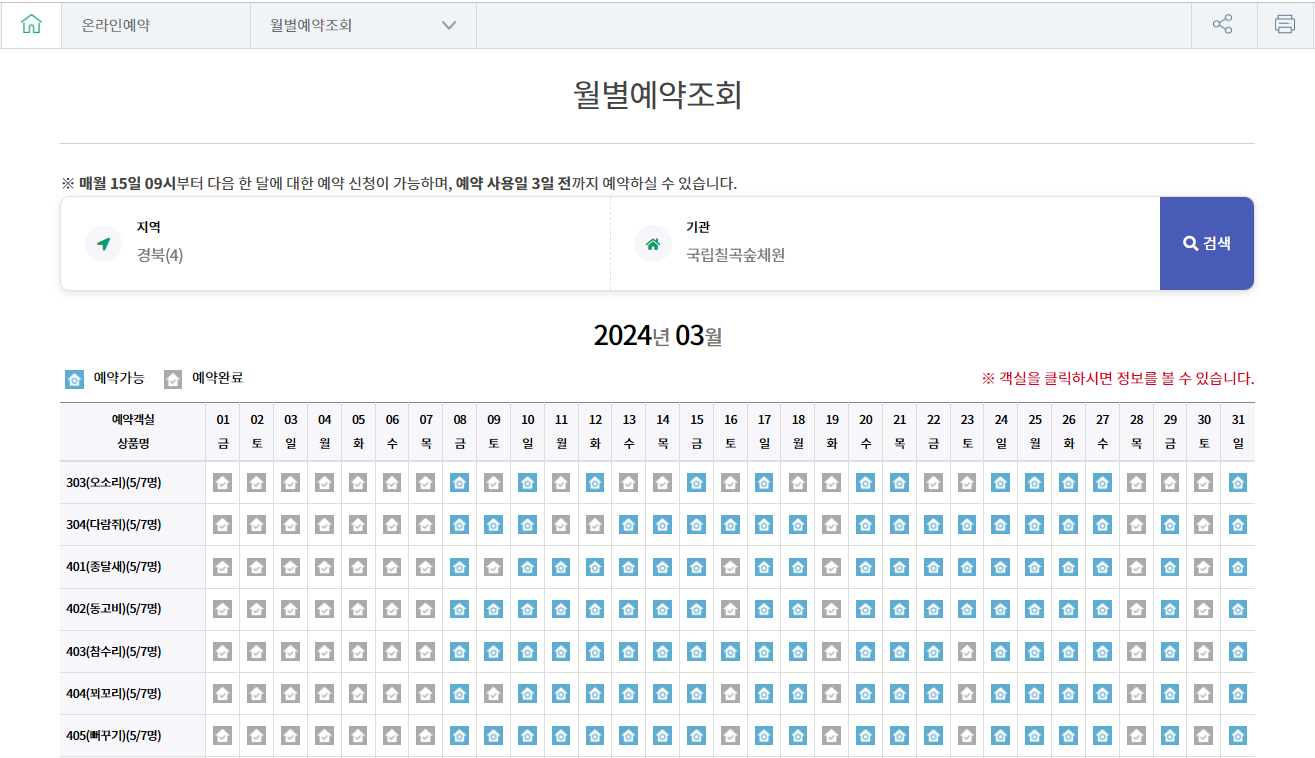 온라인예약 월별예약조회
월별예약조회
※ 매월 15일 09시부터 다음 한 달에 대한 예약 신청이 가능하며, 예약 사용일 3일 전까지 예약하실 수 있습니다.
지역 기관
경북(4) 국립칠곡숲체원
검색
2024년 03월
예약가능 예약완료 ※ 객실을 클릭하시면 정보를 볼 수 있습니다.
예약객실 01 02 03 04 05 06 07 08 09 10 11 12 13 14 15 16 17 18 19 20 21 22 23 24 25 26 27 28 29 30 31
상품명 금 토 일 월 화 수 목 금 토 일 월 화 수 목 금 토 일 월 화 수 목 금 토 일 월 화 수 목 금 토 일
303(오소리)(5/7명)
304(다람쥐)(5/7명)
401(종달새)(5/7명)
402(동고비)(5/7명)
403(참수리)(5/7명)
404(꾀꼬리)(5/7명)
405(뻐꾸기)(5/7명)